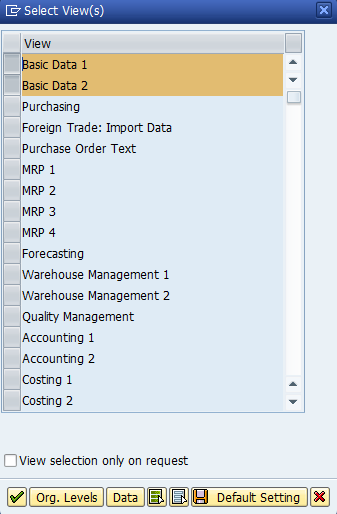 Select View(s)
View
Basic Data 1
Basic Data 2
Purchasing
Foreign Trade: Import Data
Purchase Order Text
MRP 1
MRP 2
MRP 3
MRP 4
Forecasting
Warehouse Management 1
Warehouse Management 2
Quality Management
Accounting 1
Accounting 2
Costing 1
Costing 2
View selection only on request
Org. Levels Data Default Setting